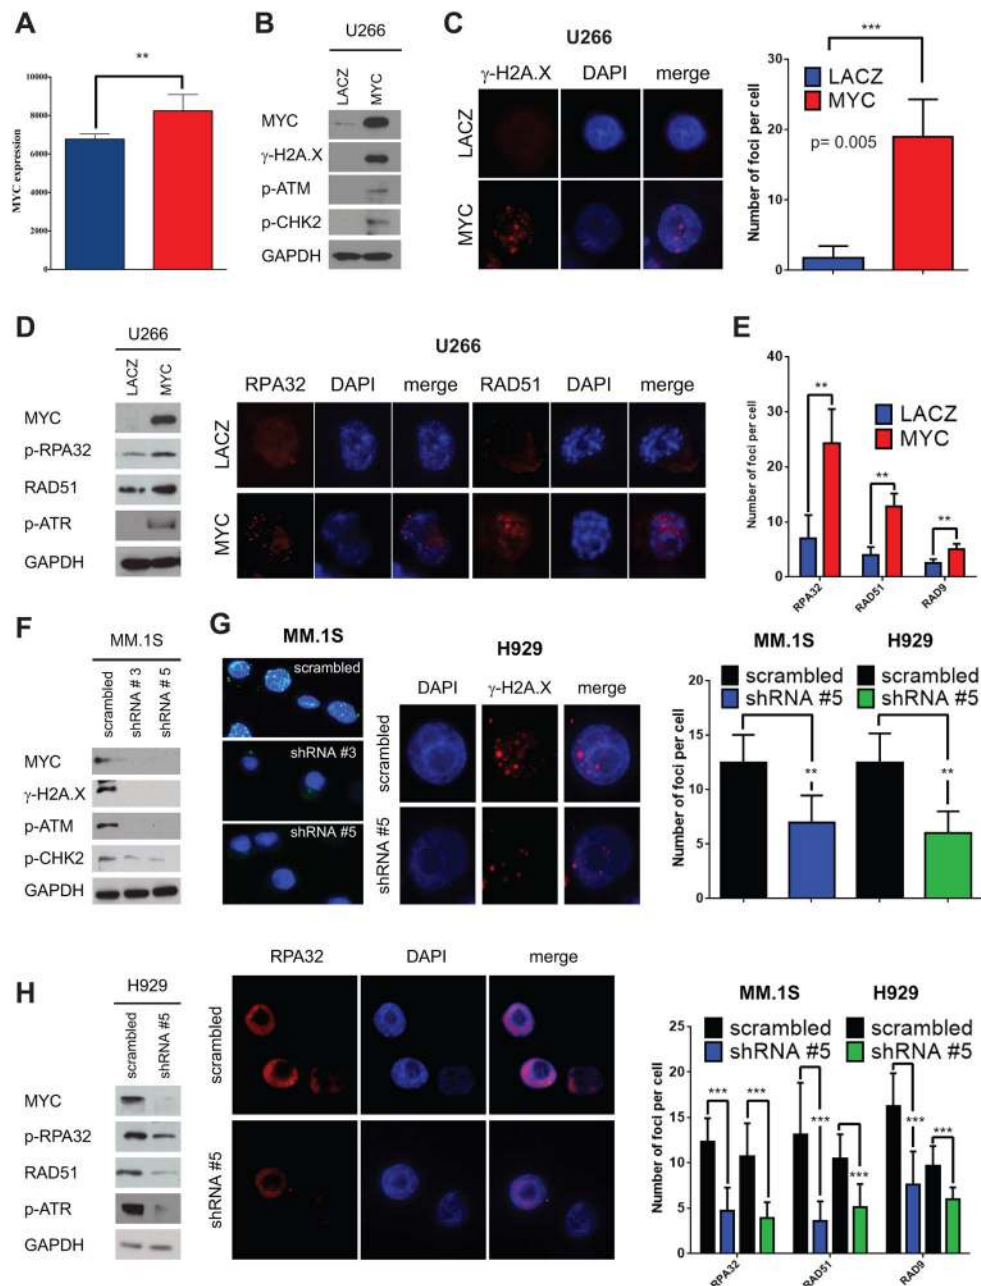 A
**
10000
8000
6000
4000
2000
0
MYC expression
B
U266
LACZ
MYC
MYC
γ-H2A.X
p-ATM
p-CHK2
GAPDH
C
U266
γ-H2A.X DAPI merge
LACZ
MYC
***
LACZ
MYC
p= 0.005
30
20
10
0
Number of foci per cell
D
U266
LACZ
MYC
MYC
p-RPA32
RAD51
p-ATR
GAPDH
U266
RPA32 DAPI merge RAD51 DAPI merge
LACZ
MYC
E
40
30
20
10
0
Number of foci per cell
LACZ
MYC
**
**
**
RPA32
RAD51
RAD9
F
MM.1S
scrambled
shRNA # 3
shRNA # 5
MYC
γ-H2A.X
p-ATM
p-CHK2
GAPDH
G
MM.1S
scrambled
shRNA #3
shRNA #5
H929
DAPI γ-H2A.X merge
scrambled
shRNA #5
MM.1S H929
scrambled scrambled
shRNA #5 shRNA #5
20
15
10
5
0
Number of foci per cell
**
**
H
H929
scrambled
shRNA #5
MYC
p-RPA32
RAD51
p-ATR
GAPDH
RPA32 DAPI merge
scrambled
shRNA #5
MM.1S H929
scrambled scrambled
shRNA #5 shRNA #5
25
20
15
10
5
0
Number of foci per cell
***
***
***
***
***
***
RPA32
RAD51
RAD9